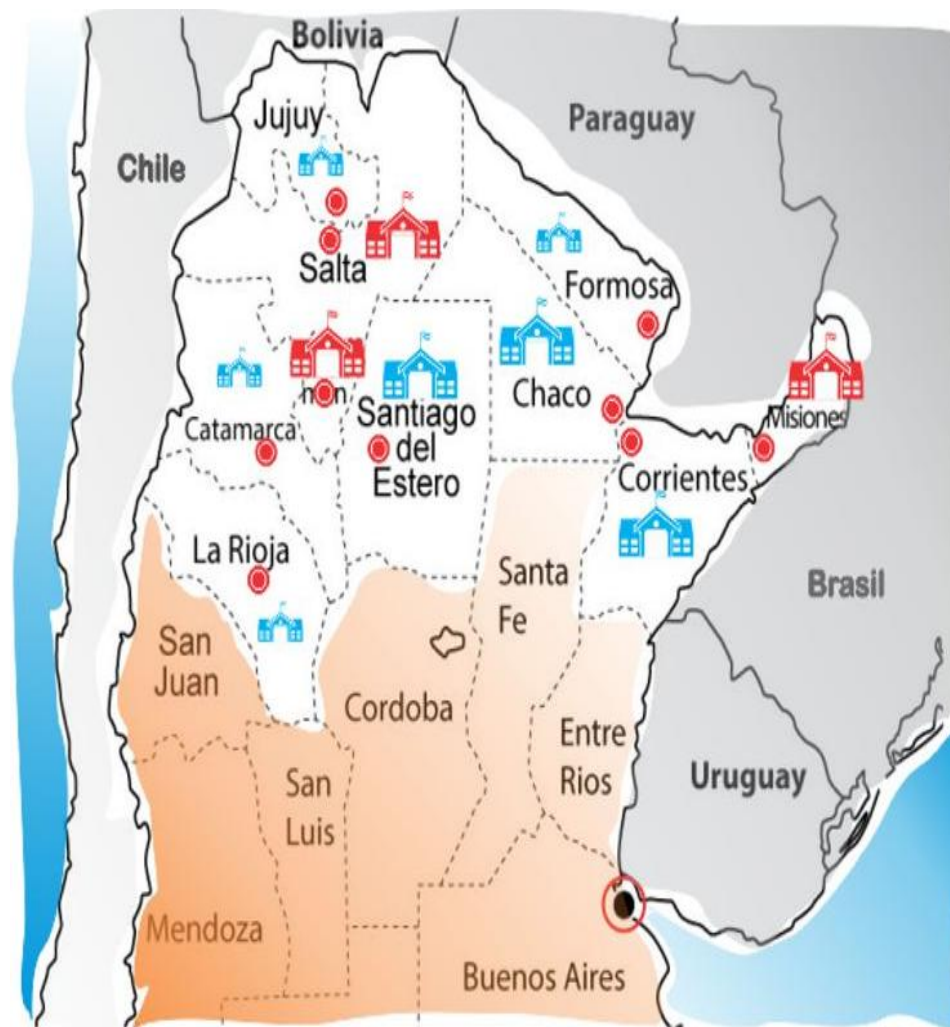 Bolivia
Jujuy
Paraguay
Chile
Salta
Formosa
Chaco
Catamarca
Santiago
del
Estero
Misiones
Corrientes
La Rioja
Santa
Fe
Brasil
San
Juan
Cordoba
Entre
Rios
San
Luis
Uruguay
Mendoza
Buenos Aires